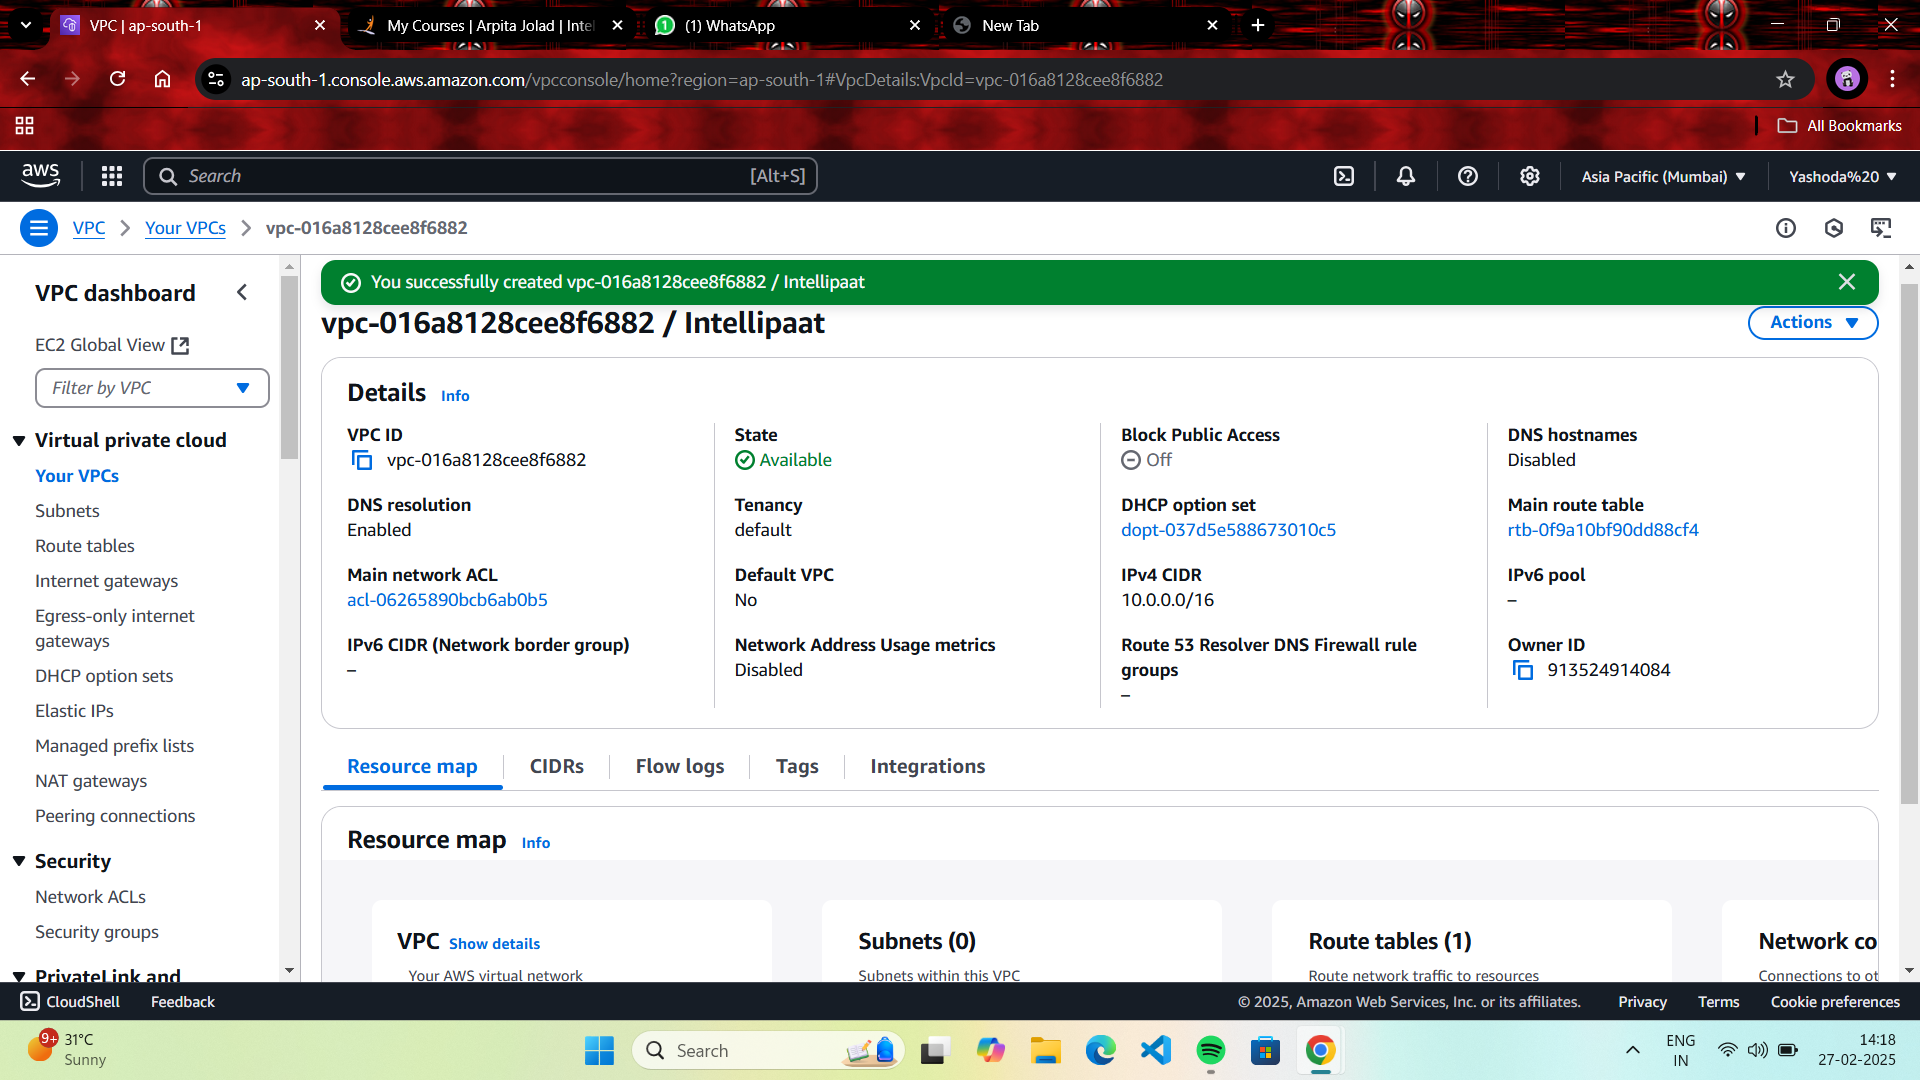 VPC | ap-south-1
My Courses | Arpita Jolad | Intel
(1) WhatsApp
New Tab
ap-south-1.console.aws.amazon.com/vpcconsole/home?region=ap-south-1#VpcDetails:VpcId=vpc-016a8128cee8f6882
All Bookmarks
aws
Search
[Alt+S]
Asia Pacific (Mumbai)
Yashoda%20
VPC
Your VPCs
vpc-016a8128cee8f6882
VPC dashboard
EC2 Global View
Filter by VPC
Virtual private cloud
Your VPCs
Subnets
Route tables
Internet gateways
Egress-only internet
gateways
DHCP option sets
Elastic IPs
Managed prefix lists
NAT gateways
Peering connections
Security
Network ACLs
Security groups
PrivateLink and
You successfully created vpc-016a8128cee8f6882 / Intellipaat
vpc-016a8128cee8f6882 / Intellipaat
Actions
Details Info
VPC ID
vpc-016a8128cee8f6882
State
Available
Block Public Access
Off
DNS hostnames
Disabled
DNS resolution
Enabled
Tenancy
default
DHCP option set
dopt-037d5e588673010c5
Main route table
rtb-0f9a10bf90dd88cf4
Main network ACL
acl-06265890bcb6ab0b5
Default VPC
No
IPv4 CIDR
10.0.0.0/16
IPv6 pool
–
IPv6 CIDR (Network border group)
–
Network Address Usage metrics
Disabled
Route 53 Resolver DNS Firewall rule
groups
–
Owner ID
913524914084
Resource map
CIDRs
Flow logs
Tags
Integrations
Resource map Info
VPC Show details
Your AWS virtual network
Subnets (0)
Subnets within this VPC
Route tables (1)
Route network traffic to resources
Network co
Connections to ot
CloudShell
Feedback
© 2025, Amazon Web Services, Inc. or its affiliates.
Privacy
Terms
Cookie preferences
9+
31°C
Sunny
Search
ENG
IN
14:18
27-02-2025